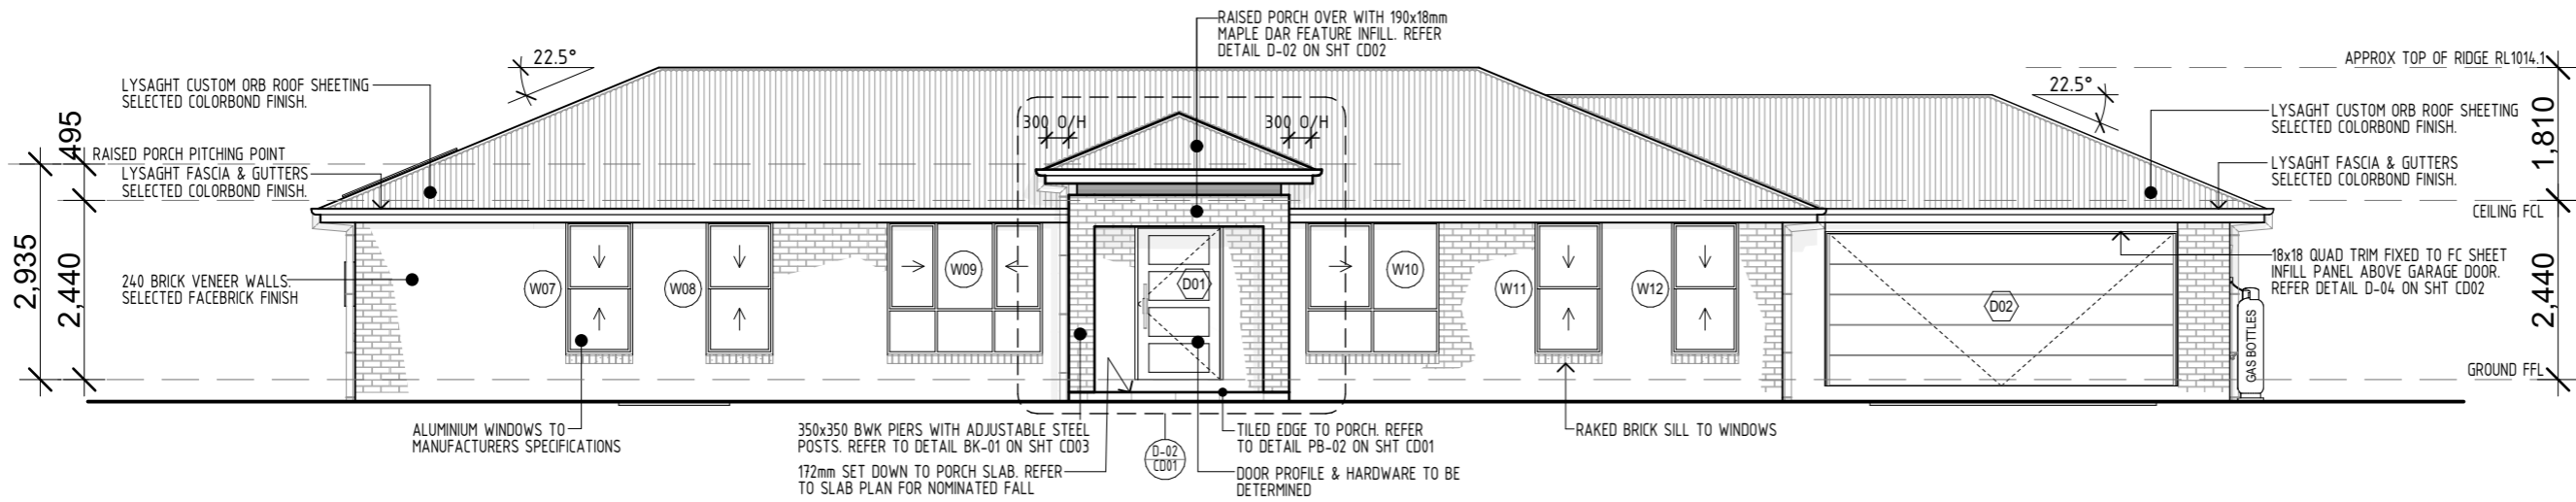 RAISED PORCH OVER WITH 190x18mm
MAPLE DAR FEATURE INFILL. REFER
DETAIL D-02 ON SHT CD02
22.5°
LYSAGHT CUSTOM ORB ROOF SHEETING
SELECTED COLORBOND FINISH.
495
RAISED PORCH PITCHING POINT
LYSAGHT FASCIA & GUTTERS
SELECTED COLORBOND FINISH.
2,935
2,440
240 BRICK VENEER WALLS.
SELECTED FACEBRICK FINISH
300 O/H
300 O/H
APPROX TOP OF RIDGE RL1014.1
22.5°
LYSAGHT CUSTOM ORB ROOF SHEETING
SELECTED COLORBOND FINISH.
1,810
LYSAGHT FASCIA & GUTTERS
SELECTED COLORBOND FINISH.
CEILING FCL
18x18 QUAD TRIM FIXED TO FC SHEET
INFILL PANEL ABOVE GARAGE DOOR.
REFER DETAIL D-04 ON SHT CD02
2,440
GROUND FFL
W07
W08
W09
D01
W10
W11
W12
D02
GAS BOTTLES
ALUMINIUM WINDOWS TO
MANUFACTURERS SPECIFICATIONS
350x350 BWK PIERS WITH ADJUSTABLE STEEL
POSTS. REFER TO DETAIL BK-01 ON SHT CD03
172mm SET DOWN TO PORCH SLAB. REFER
TO SLAB PLAN FOR NOMINATED FALL
D-02
CD01
TILED EDGE TO PORCH. REFER
TO DETAIL PB-02 ON SHT CD01
DOOR PROFILE & HARDWARE TO BE
DETERMINED
RAKED BRICK SILL TO WINDOWS